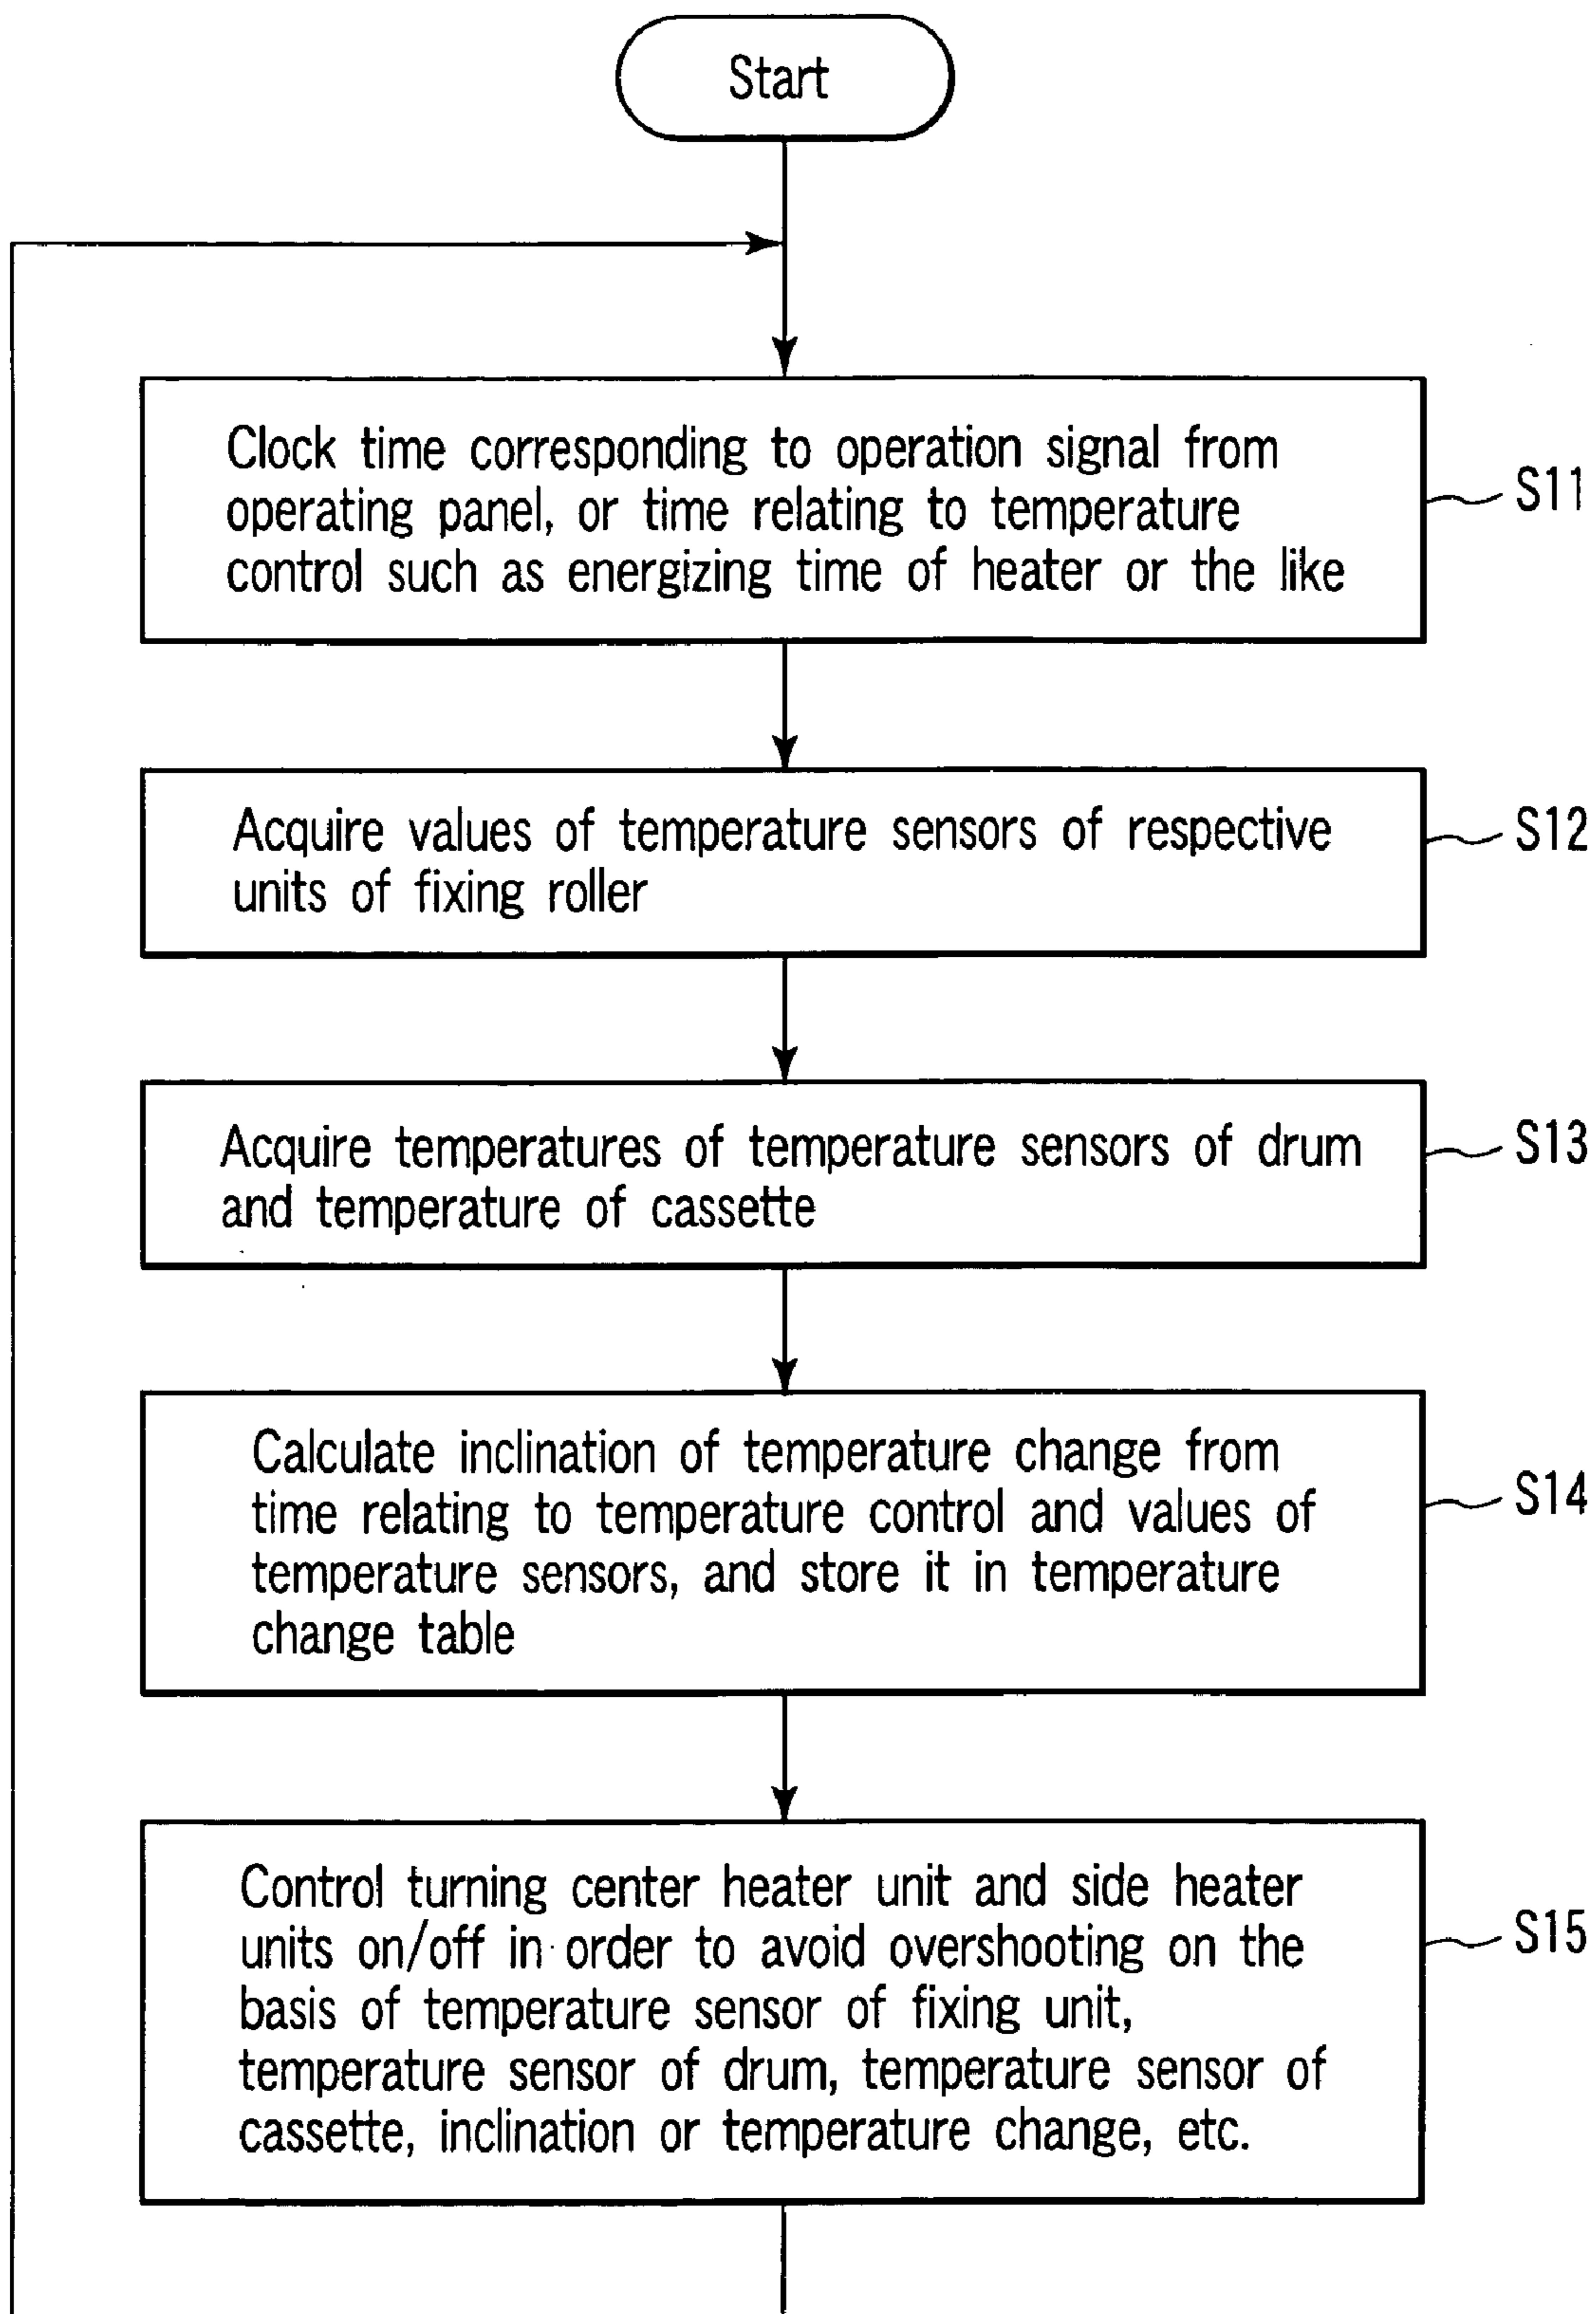 Start
Clock time corresponding to operation signal from
operating panel, or time relating to temperature
control such as energizing time of heater or the like
S11
Acquire values of temperature sensors of respective
units of fixing roller
S12
Acquire temperatures of temperature sensors of drum
and temperature of cassette
S13
Calculate inclination of temperature change from
time relating to temperature control and values of
temperature sensors, and store it in temperature
change table
S14
Control turning center heater unit and side heater
units on/off in order to avoid overshooting on the
basis of temperature sensor of fixing unit,
temperature sensor of drum, temperature sensor of
cassette, inclination or temperature change, etc.
S15